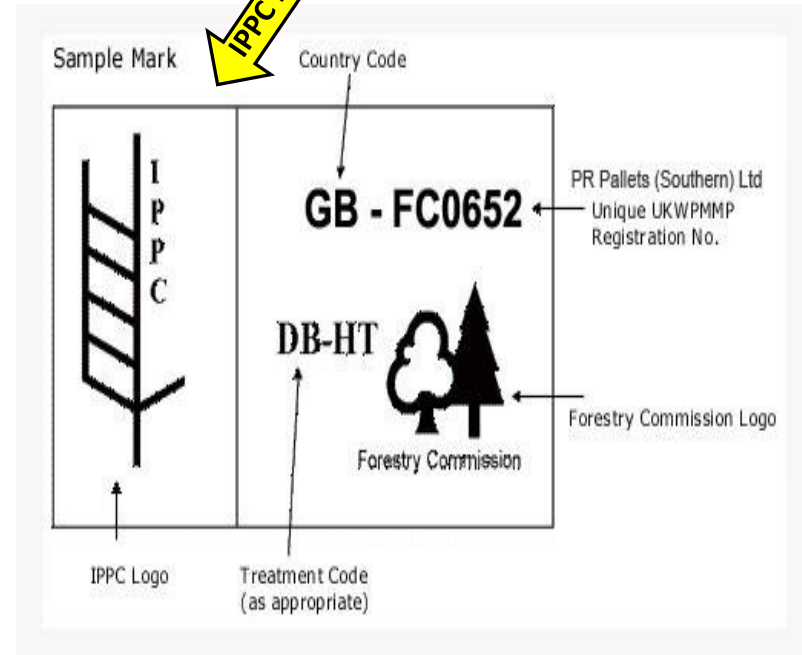 IPPC
Sample Mark
Country Code
I
P
P
C
GB - FC0652
PR Pallets (Southern) Ltd
Unique UKWPMMP
Registration No.
DB-HT
Forestry Commission
Forestry Commission Logo
IPPC Logo
Treatment Code
(as appropriate)